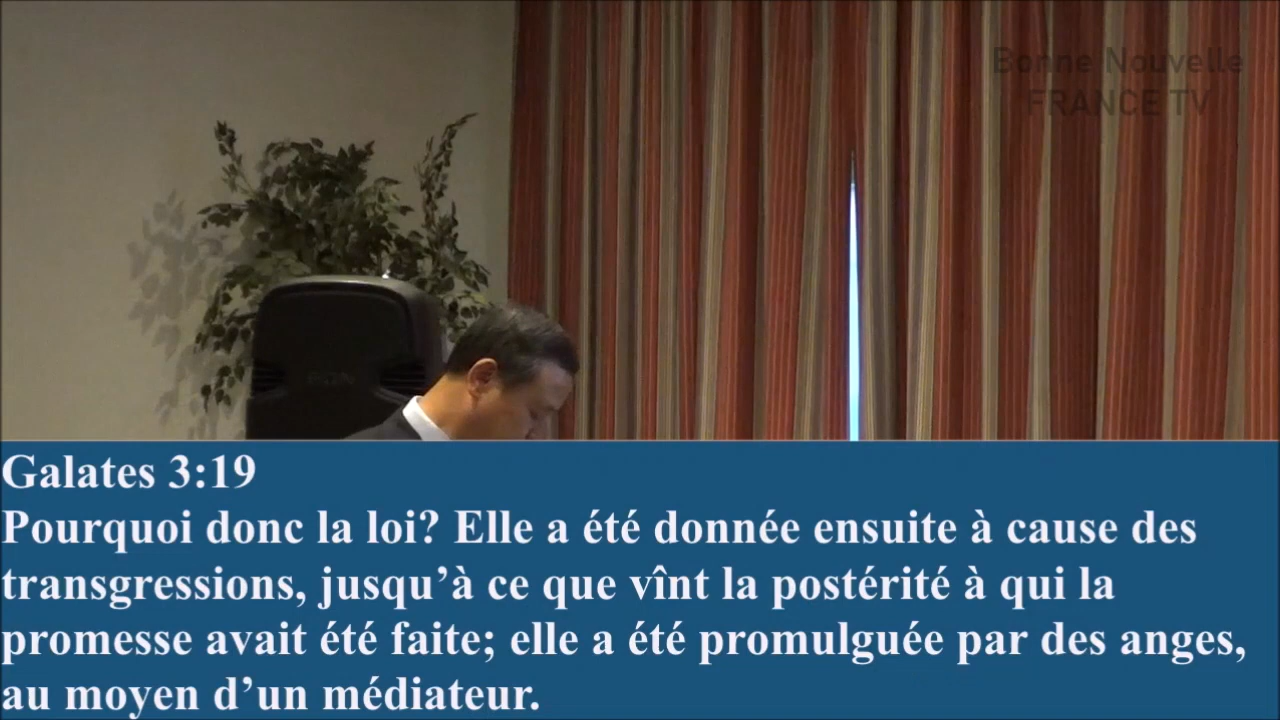 Bonne Nouvelle
FRANCE TV
Galates 3:19
Pourquoi donc la loi? Elle a été donnée ensuite à cause des
transgressions, jusqu’à ce que vînt la postérité à qui la
promesse avait été faite; elle a été promulguée par des anges,
au moyen d’un médiateur.